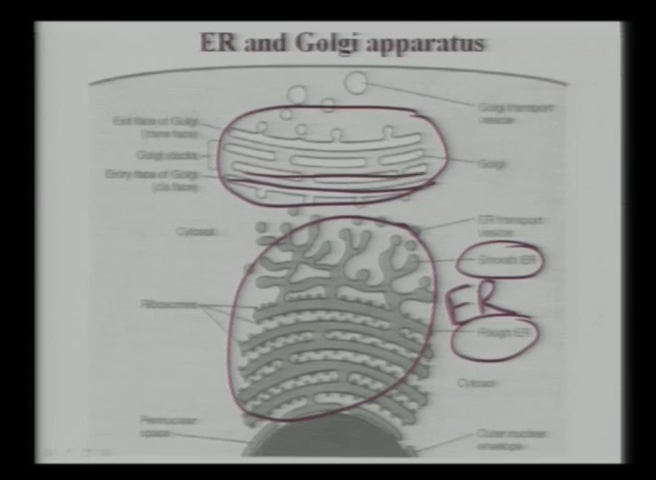 ER and Golgi apparatus
Golgi transport
vesicle
Exit face of Golgi
(trans face)
Golgi stacks
Golgi
Entry face of Golgi
(cis face)
ER transport
vesicle
Cytosol
Smooth ER
ER
Ribosomes
Rough ER
Cytosol
Perinuclear
space
Outer nuclear
envelope